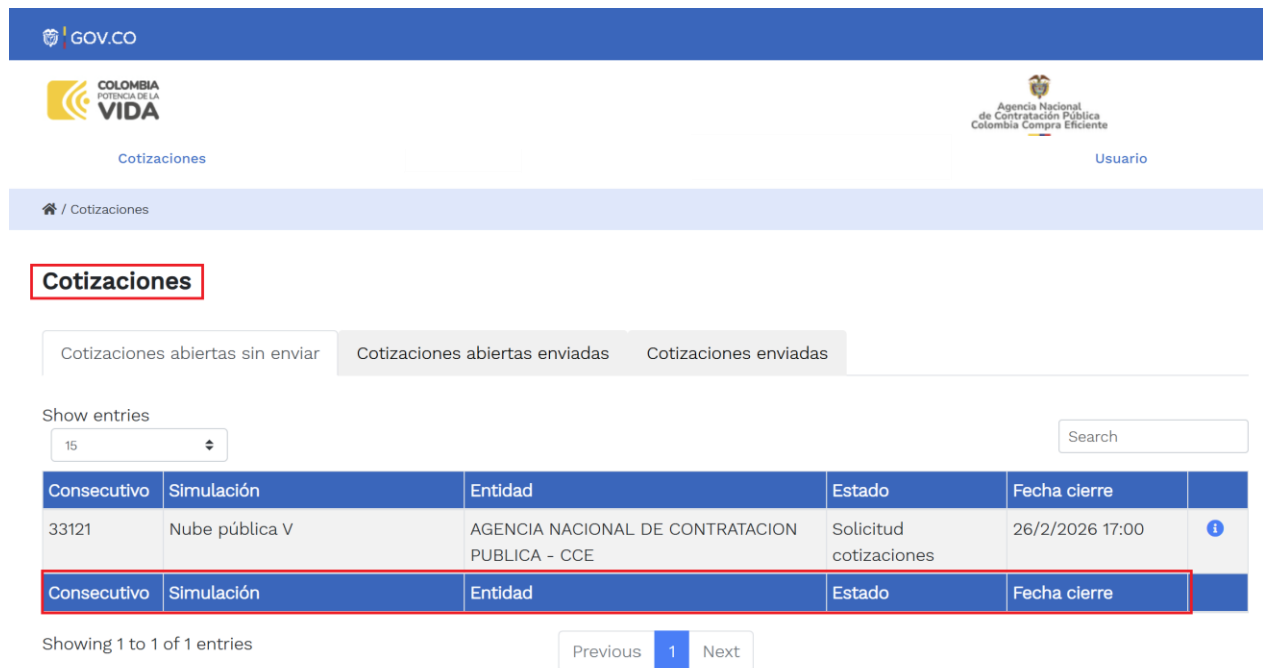 GOV.CO
COLOMBIA
POTENCIA DE LA
VIDA
Agencia Nacional
de Contratación Pública
Colombia Compra Eficiente
Cotizaciones
Usuario
/ Cotizaciones
Cotizaciones
Cotizaciones abiertas sin enviar Cotizaciones abiertas enviadas Cotizaciones enviadas
Show entries
15
Search
Consecutivo Simulación Entidad Estado Fecha cierre
33121 Nube pública V AGENCIA NACIONAL DE CONTRATACION PUBLICA - CCE Solicitud cotizaciones 26/2/2026 17:00
Consecutivo Simulación Entidad Estado Fecha cierre
Showing 1 to 1 of 1 entries
Previous 1 Next